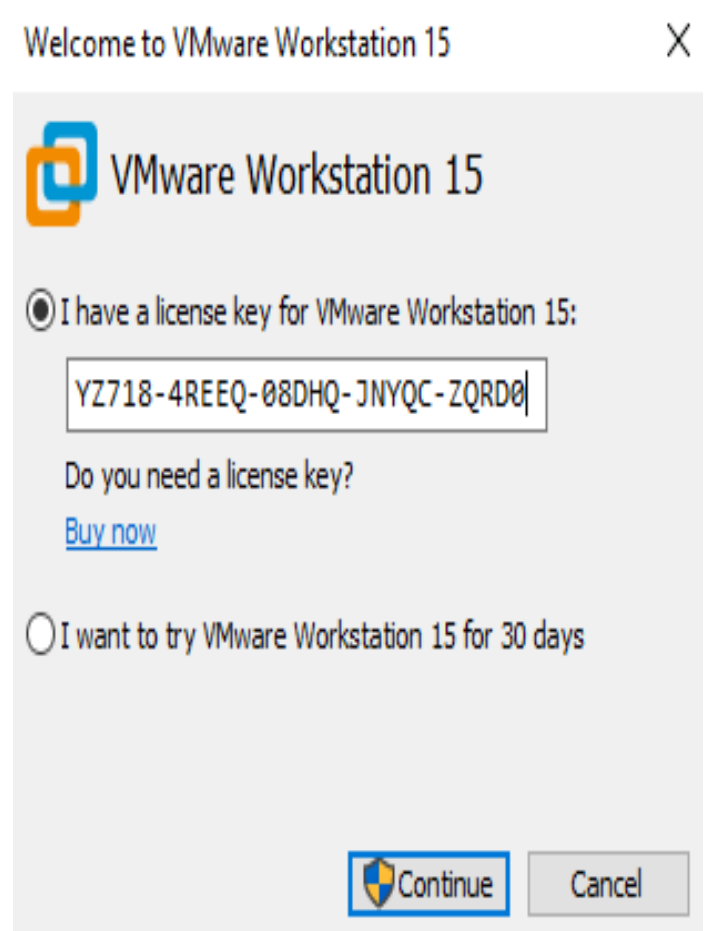 Welcome to VMware Workstation 15
VMware Workstation 15
I have a license key for VMware Workstation 15:
YZ718-4REEQ-08DHQ-JNYQC-ZQRD0
Do you need a license key?
Buy now
I want to try VMware Workstation 15 for 30 days
Continue
Cancel